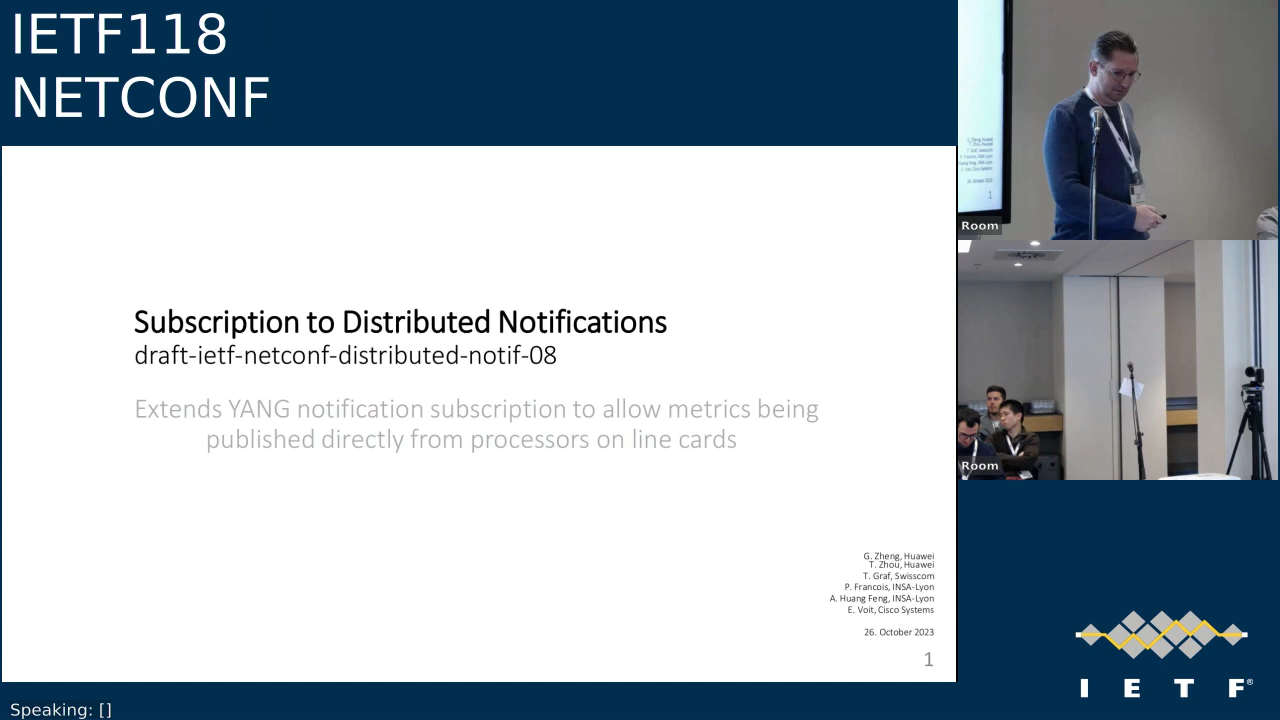 IETF118
NETCONF
Subscription to Distributed Notifications
draft-ietf-netconf-distributed-notif-08
Extends YANG notification subscription to allow metrics being
published directly from processors on line cards
G. Zheng, Huawei
T. Zhou, Huawei
T. Graf, Swisscom
P. Francois, INSA-Lyon
A. Huang Feng, INSA-Lyon
E. Voit, Cisco Systems
26. October 2023
1
Room
Room
I E T F®
Speaking: []